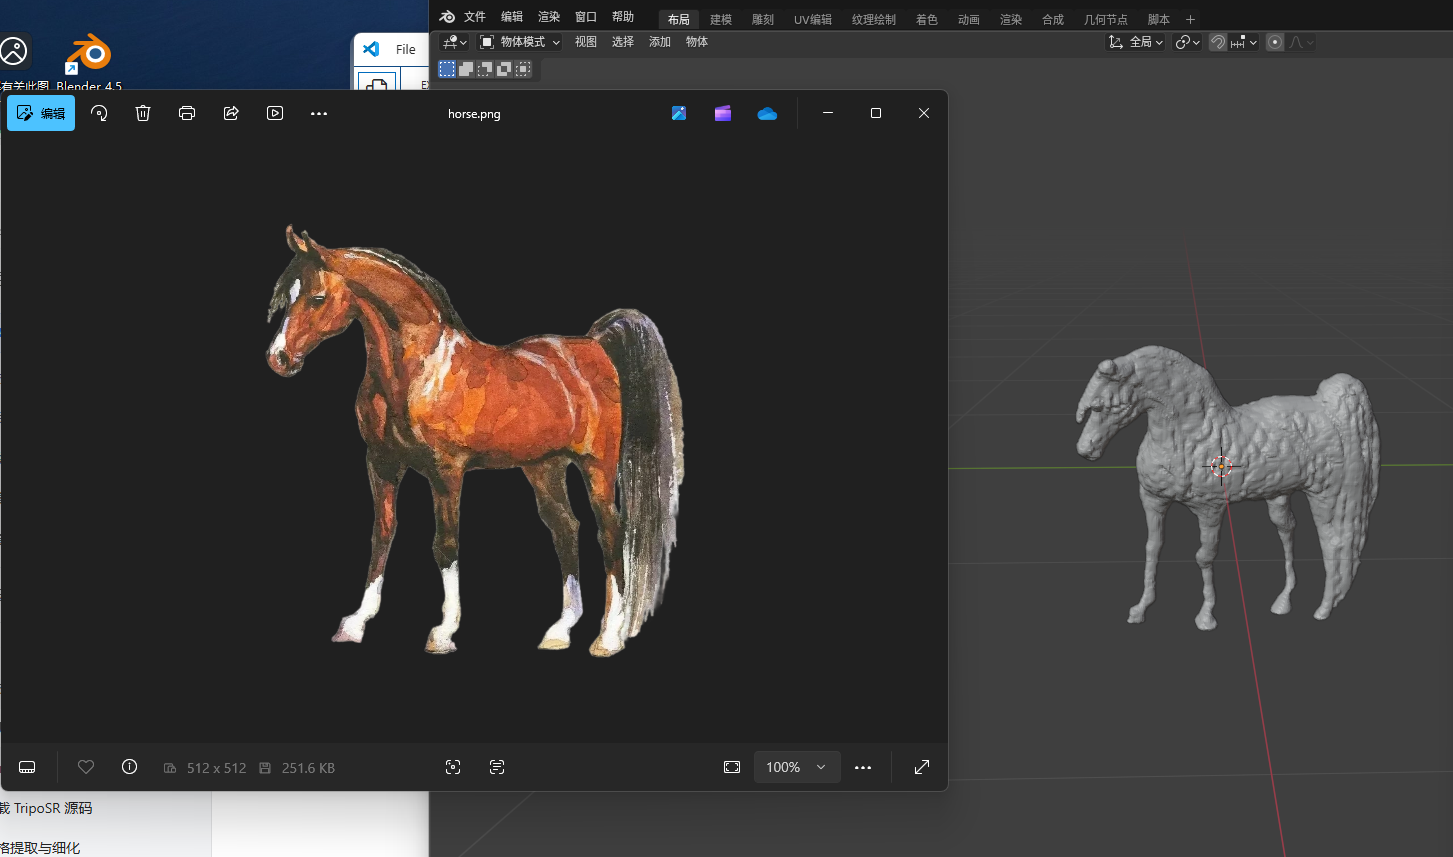 文件 编辑 渲染 窗口 帮助 布局 建模 雕刻 UV编辑 纹理绘制 着色 动画 渲染 合成 几何节点 脚本 +
物体模式 视图 选择 添加 物体 全局
File
有关此图
Blender 4.5
编辑
horse.png
512 x 512 251.6 KB
100%
载 TripoSR 源码
格提取与细化